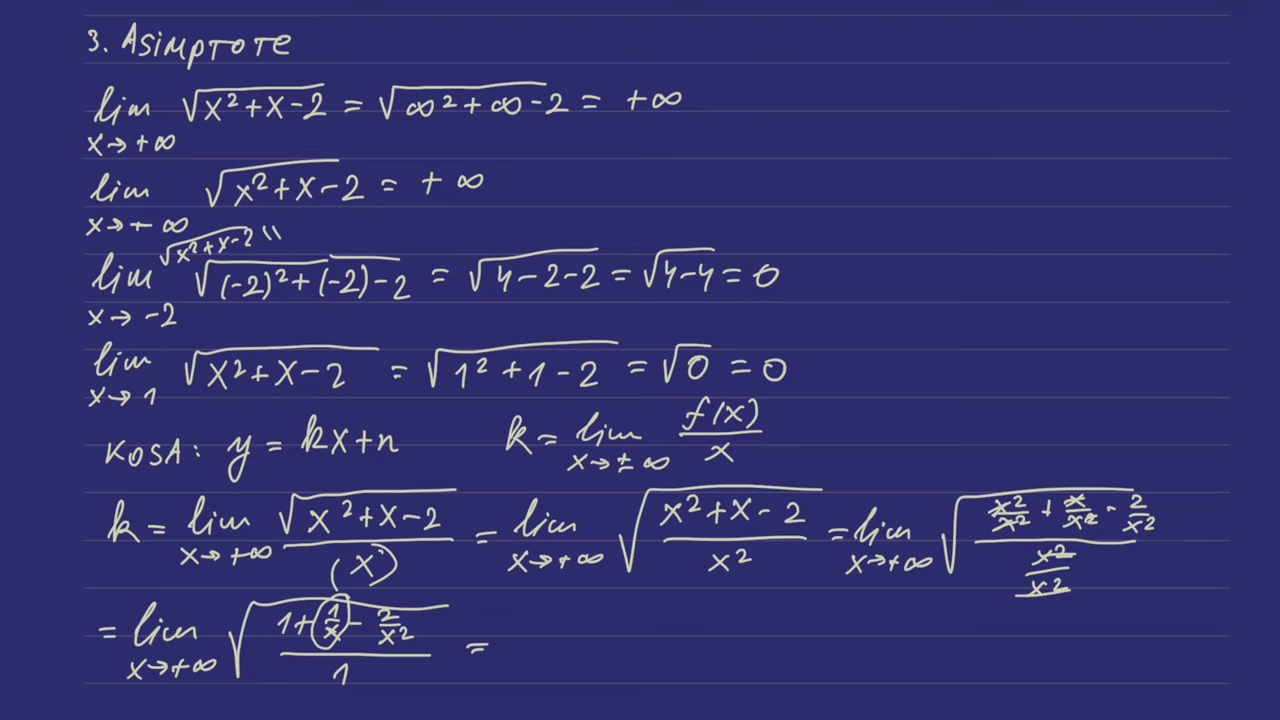 3. ASIMPTOTE
lim x→+∞ √(x²+x-2) = √(∞²+∞-2) = +∞
lim x→-∞ √(x²+x-2) = +∞
√(x²+x-2) "
lim x→-2 √((-2)²+(-2)-2) = √(4-2-2) = √(4-4) = 0
lim x→1 √(x²+x-2) = √(1²+1-2) = √0 = 0
KOSA: y = kx+n k = lim x→±∞ f(x)/x
k = lim x→+∞ √(x²+x-2)/(x) = lim x→+∞ √((x²+x-2)/x²) = lim x→+∞ √((x²/x² + x/x² - 2/x²)/(x²/x²))
= lim x→+∞ √((1+1/x-2/x²)/1) =